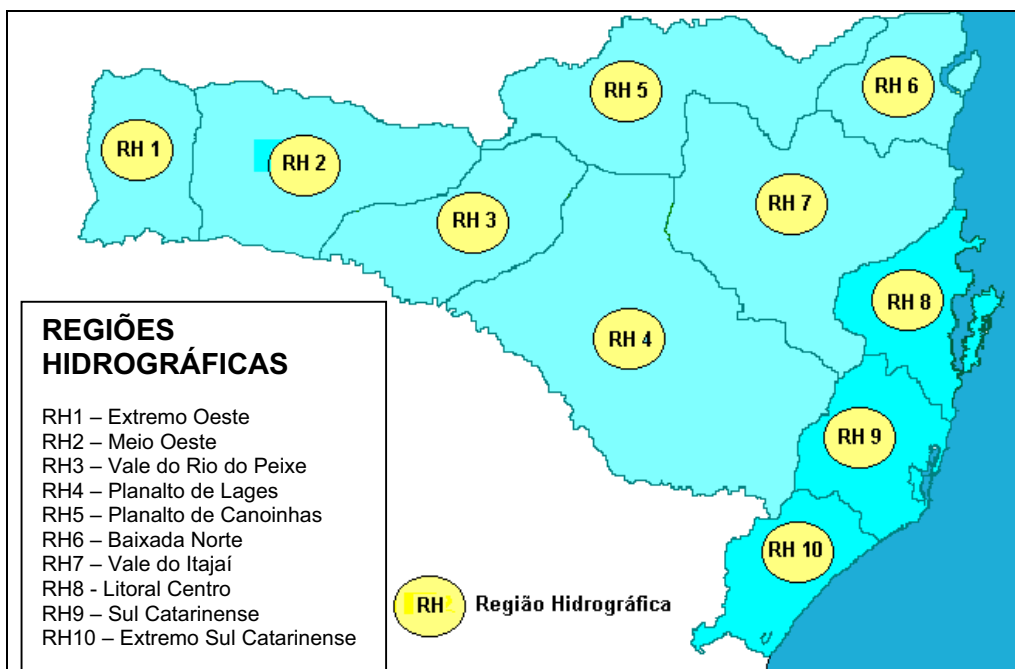 RH 5
RH 6
RH 1
RH 2
RH 3
RH 7
RH 8
RH 4
RH 9
RH 10
REGIÕES
HIDROGRÁFICAS
RH1 – Extremo Oeste
RH2 – Meio Oeste
RH3 – Vale do Rio do Peixe
RH4 – Planalto de Lages
RH5 – Planalto de Canoinhas
RH6 – Baixada Norte
RH7 – Vale do Itajaí
RH8 - Litoral Centro
RH9 – Sul Catarinense
RH10 – Extremo Sul Catarinense
RH Região Hidrográfica